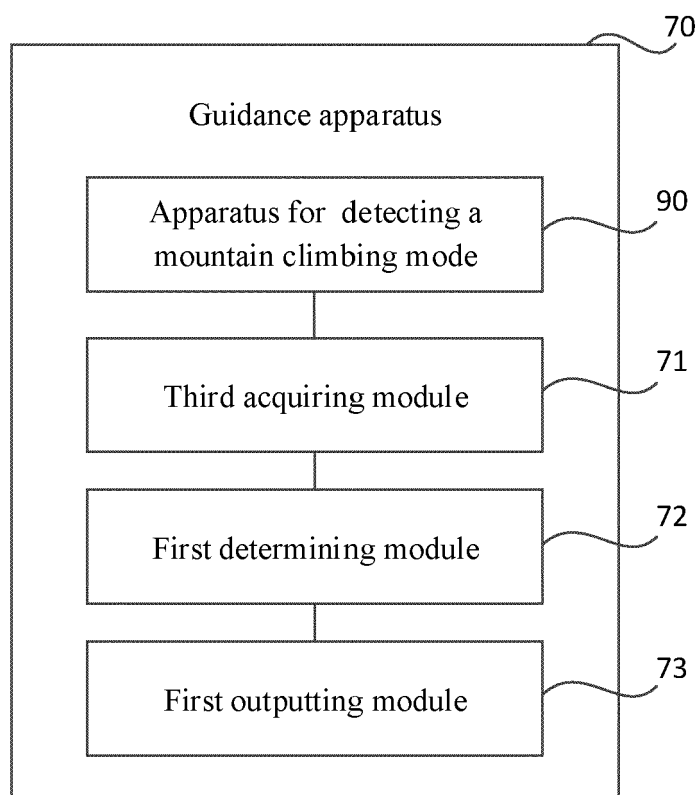 70
Guidance apparatus
Apparatus for detecting a
mountain climbing mode
90
Third acquiring module
71
First determining module
72
First outputting module
73